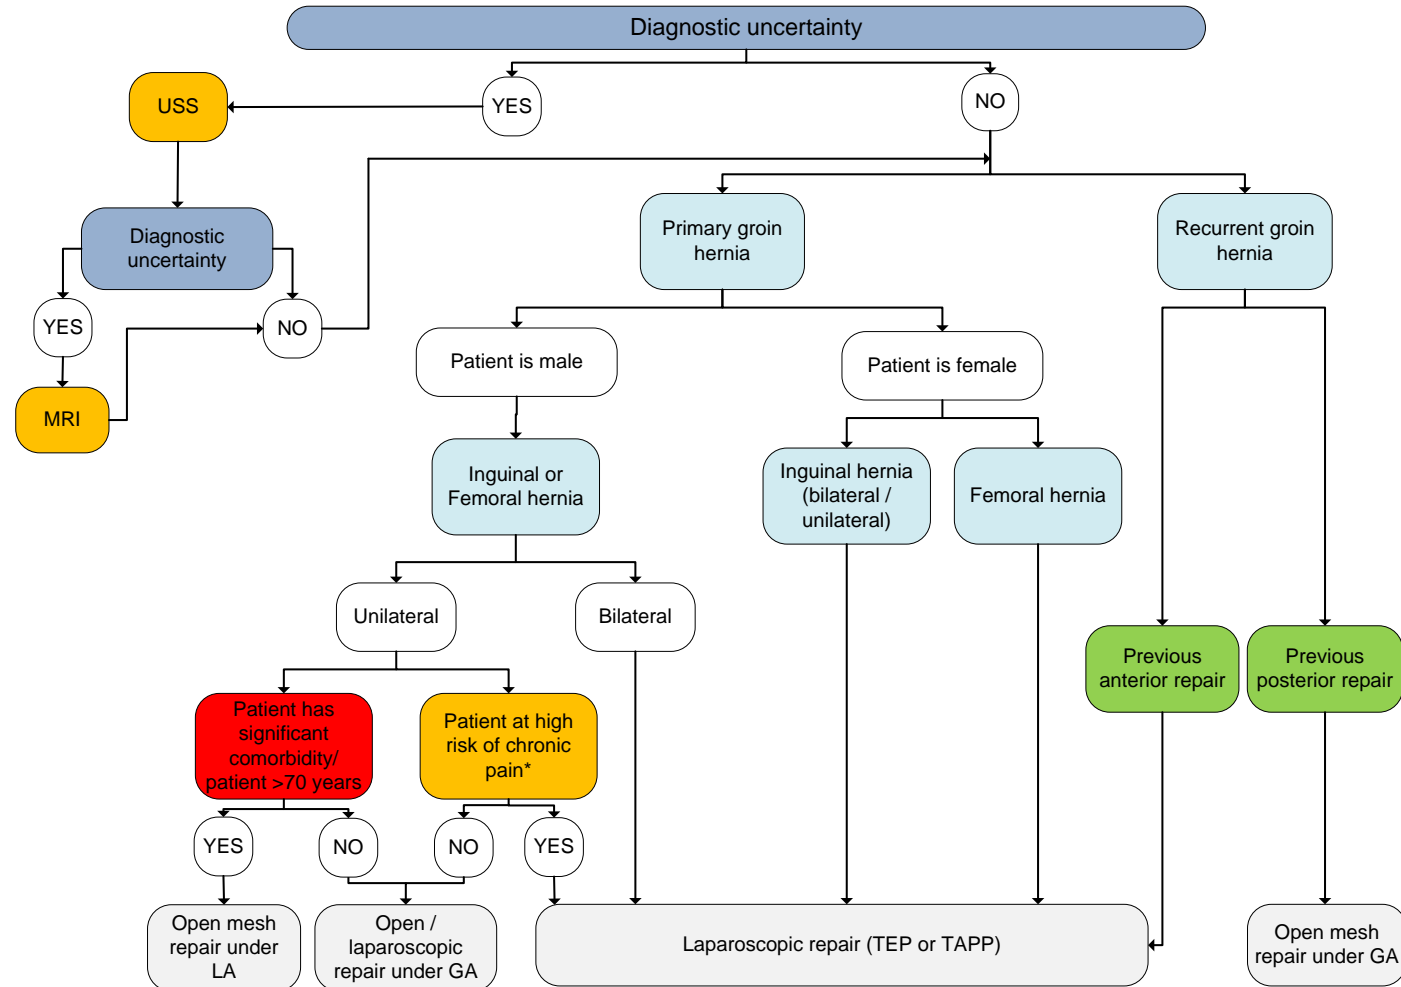 Diagnostic uncertainty
USS
YES
NO
Diagnostic
uncertainty
Primary groin
hernia
Recurrent groin
hernia
YES
NO
Patient is male
Patient is female
MRI
Inguinal or
Femoral hernia
Inguinal hernia
(bilateral /
unilateral)
Femoral hernia
Unilateral
Bilateral
Previous
anterior repair
Previous
posterior repair
Patient has
significant
comorbidity/
patient >70 years
Patient at high
risk of chronic
pain*
YES
NO
NO
YES
Open mesh
repair under
LA
Open /
laparoscopic
repair under GA
Laparoscopic repair (TEP or TAPP)
Open mesh
repair under GA